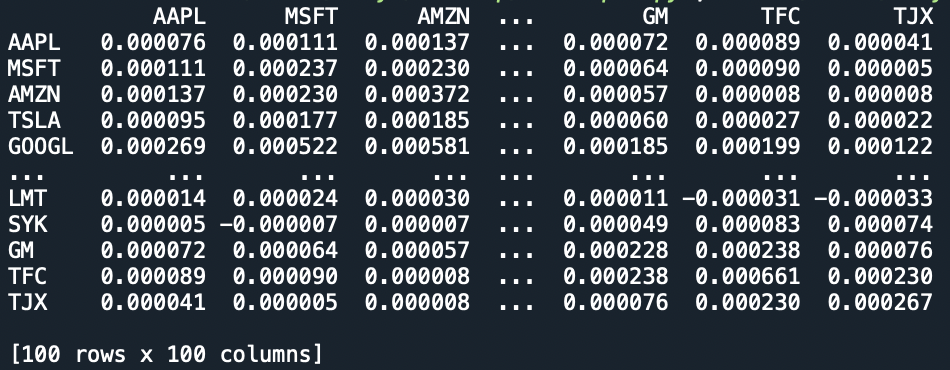 AAPL MSFT AMZN ... GM TFC TJX
AAPL 0.000076 0.000111 0.000137 ... 0.000072 0.000089 0.000041
MSFT 0.000111 0.000237 0.000230 ... 0.000064 0.000090 0.000005
AMZN 0.000137 0.000230 0.000372 ... 0.000057 0.000008 0.000008
TSLA 0.000095 0.000177 0.000185 ... 0.000060 0.000027 0.000022
GOOGL 0.000269 0.000522 0.000581 ... 0.000185 0.000199 0.000122
... ... ... ... ... ... ... ...
LMT 0.000014 0.000024 0.000030 ... 0.000011 -0.000031 -0.000033
SYK 0.000005 -0.000007 0.000007 ... 0.000049 0.000083 0.000074
GM 0.000072 0.000064 0.000057 ... 0.000228 0.000238 0.000076
TFC 0.000089 0.000090 0.000008 ... 0.000238 0.000661 0.000230
TJX 0.000041 0.000005 0.000008 ... 0.000076 0.000230 0.000267
[100 rows x 100 columns]